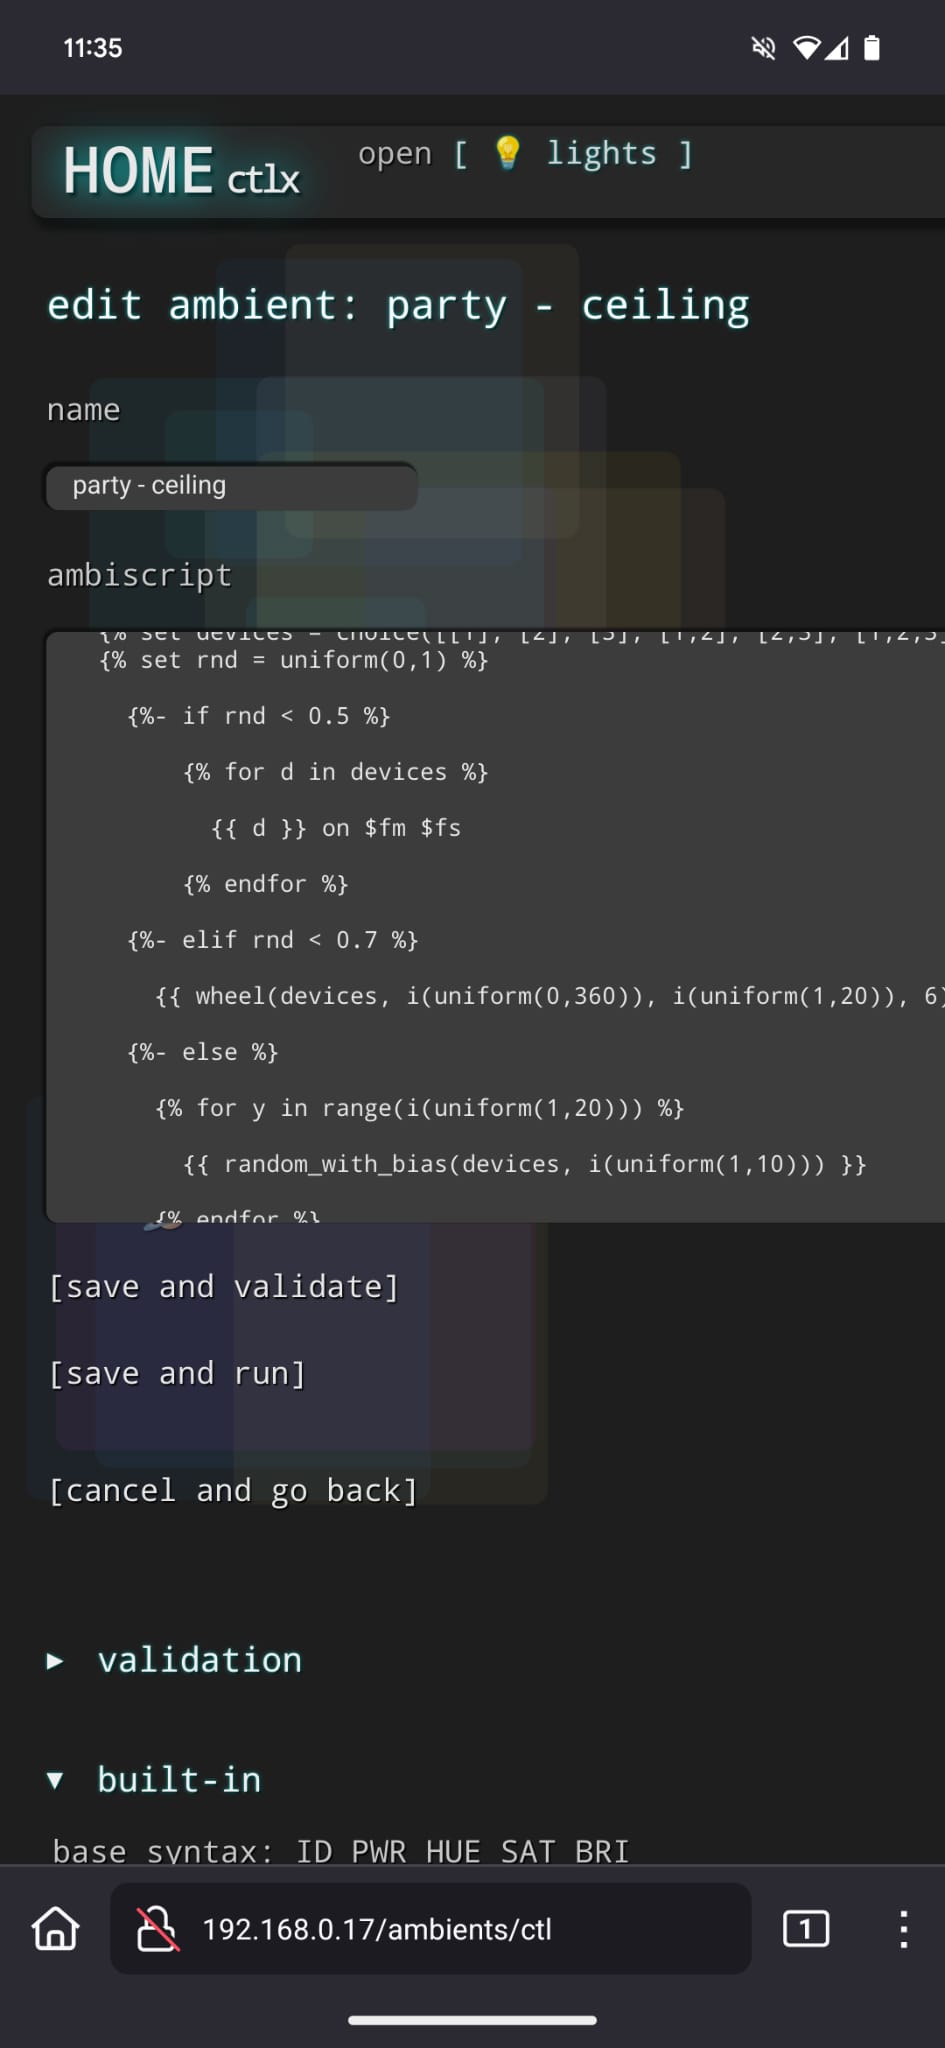 11:35
HOME ctlx open [ 💡 lights ]
edit ambient: party - ceiling
name
party - ceiling
ambiscript
{% set devices = choice([[1], [2], [3], [1,2], [2,3], [1,2,3
{% set rnd = uniform(0,1) %}
{%- if rnd < 0.5 %}
{% for d in devices %}
{{ d }} on $fm $fs
{% endfor %}
{%- elif rnd < 0.7 %}
{{ wheel(devices, i(uniform(0,360)), i(uniform(1,20)), 6)
{%- else %}
{% for y in range(i(uniform(1,20))) %}
{{ random_with_bias(devices, i(uniform(1,10))) }}
{% endfor %}
[save and validate]
[save and run]
[cancel and go back]
▶ validation
▼ built-in
base syntax: ID PWR HUE SAT BRI
192.168.0.17/ambients/ctl
1